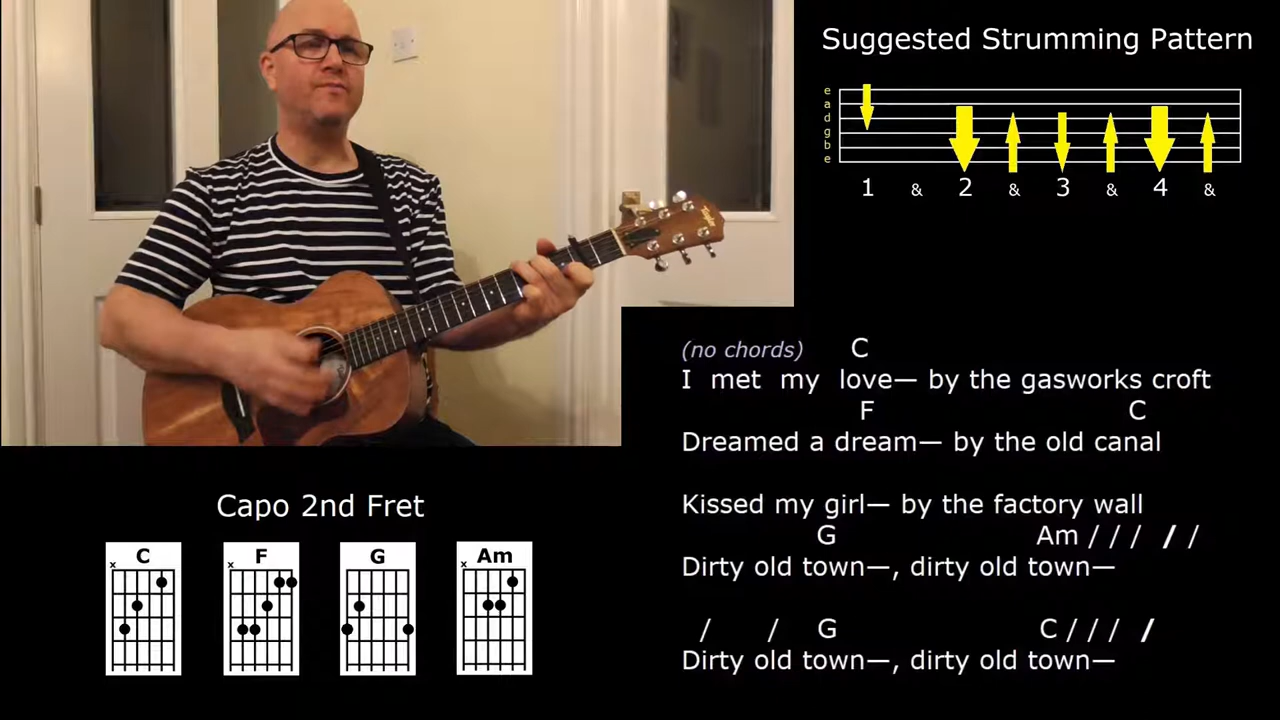 Suggested Strumming Pattern
e
a
d
g
b
e
1 & 2 & 3 & 4 &
(no chords) C
I met my love— by the gasworks croft
F C
Dreamed a dream— by the old canal
Kissed my girl— by the factory wall
G Am / / / / /
Dirty old town—, dirty old town—
/ / G C / / / /
Dirty old town—, dirty old town—
Capo 2nd Fret
C F G Am
x x x